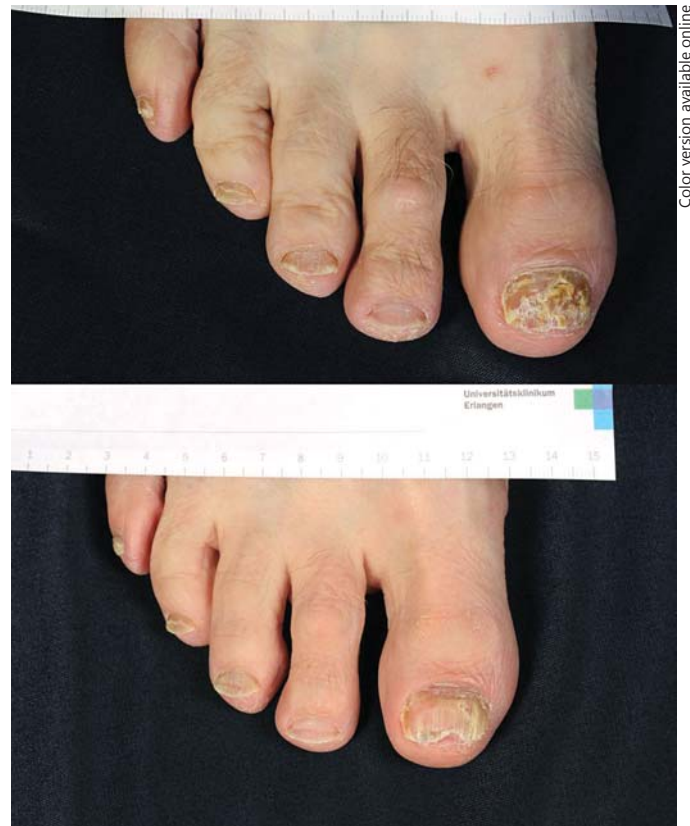 Color version available online
Universitätsklinikum
Erlangen
1 2 3 4 5 6 7 8 9 10 11 12 13 14 15